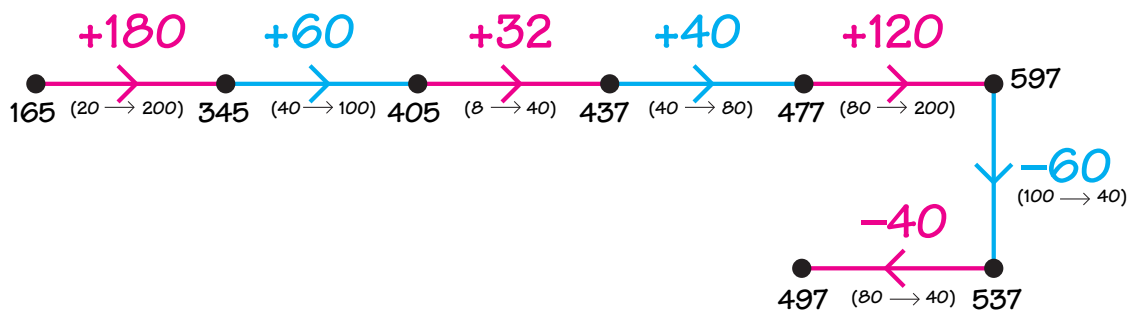 +180 +60 +32 +40 +120
165 (20 → 200) 345 (40 → 100) 405 (8 → 40) 437 (40 → 80) 477 (80 → 200) 597
−60
(100 → 40)
−40
497 (80 → 40) 537